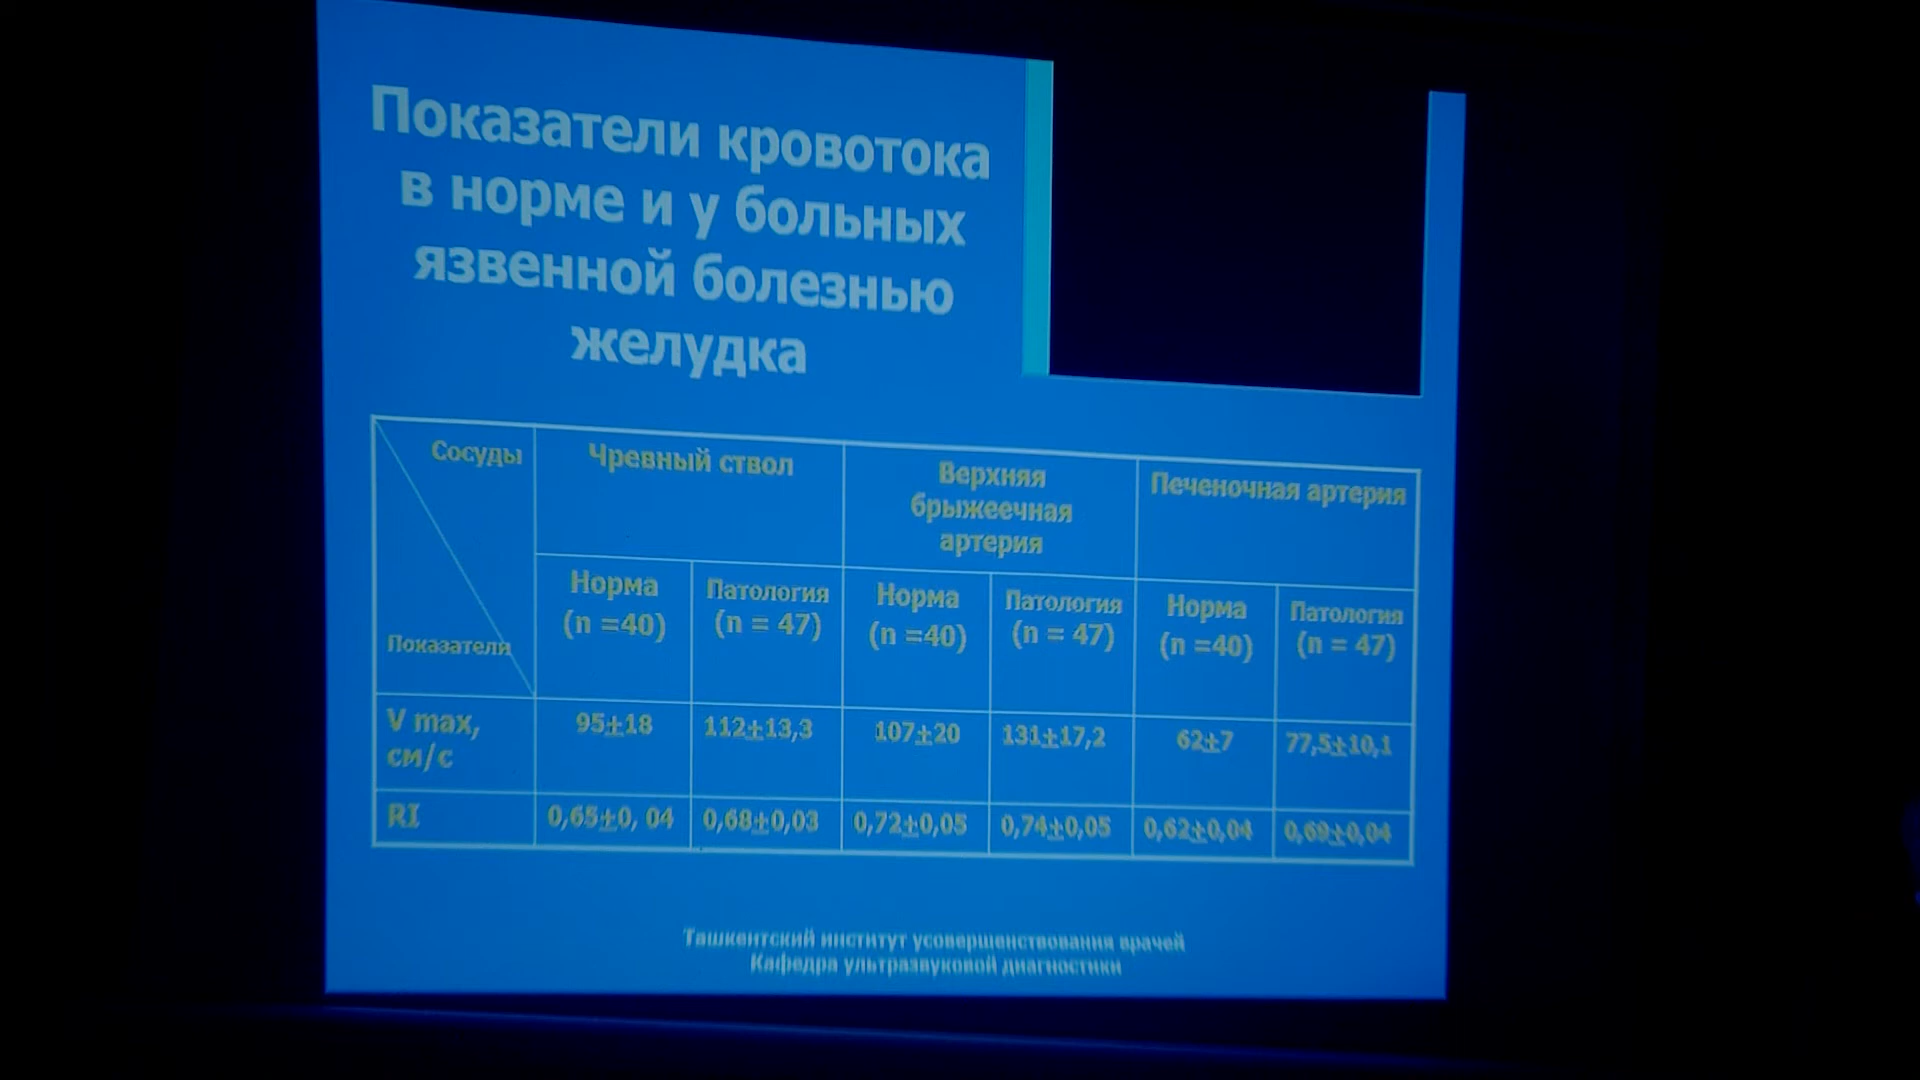 Показатели кровотока
в норме и у больных
язвенной болезнью
желудка
Сосуды
Показатели
Чревный ствол
Верхняя
брыжеечная
артерия
Печеночная артерия
Норма
(n =40)
Патология
(n = 47)
Норма
(n =40)
Патология
(n = 47)
Норма
(n =40)
Патология
(n = 47)
V max,
см/с
95±18
112±13,3
107±20
131±17,2
62±7
77,5±10,1
RI
0,65±0, 04
0,68±0,03
0,72±0,05
0,74±0,05
0,62±0,04
0,69±0,04
Ташкентский институт усовершенствования врачей
Кафедра ультразвуковой диагностики